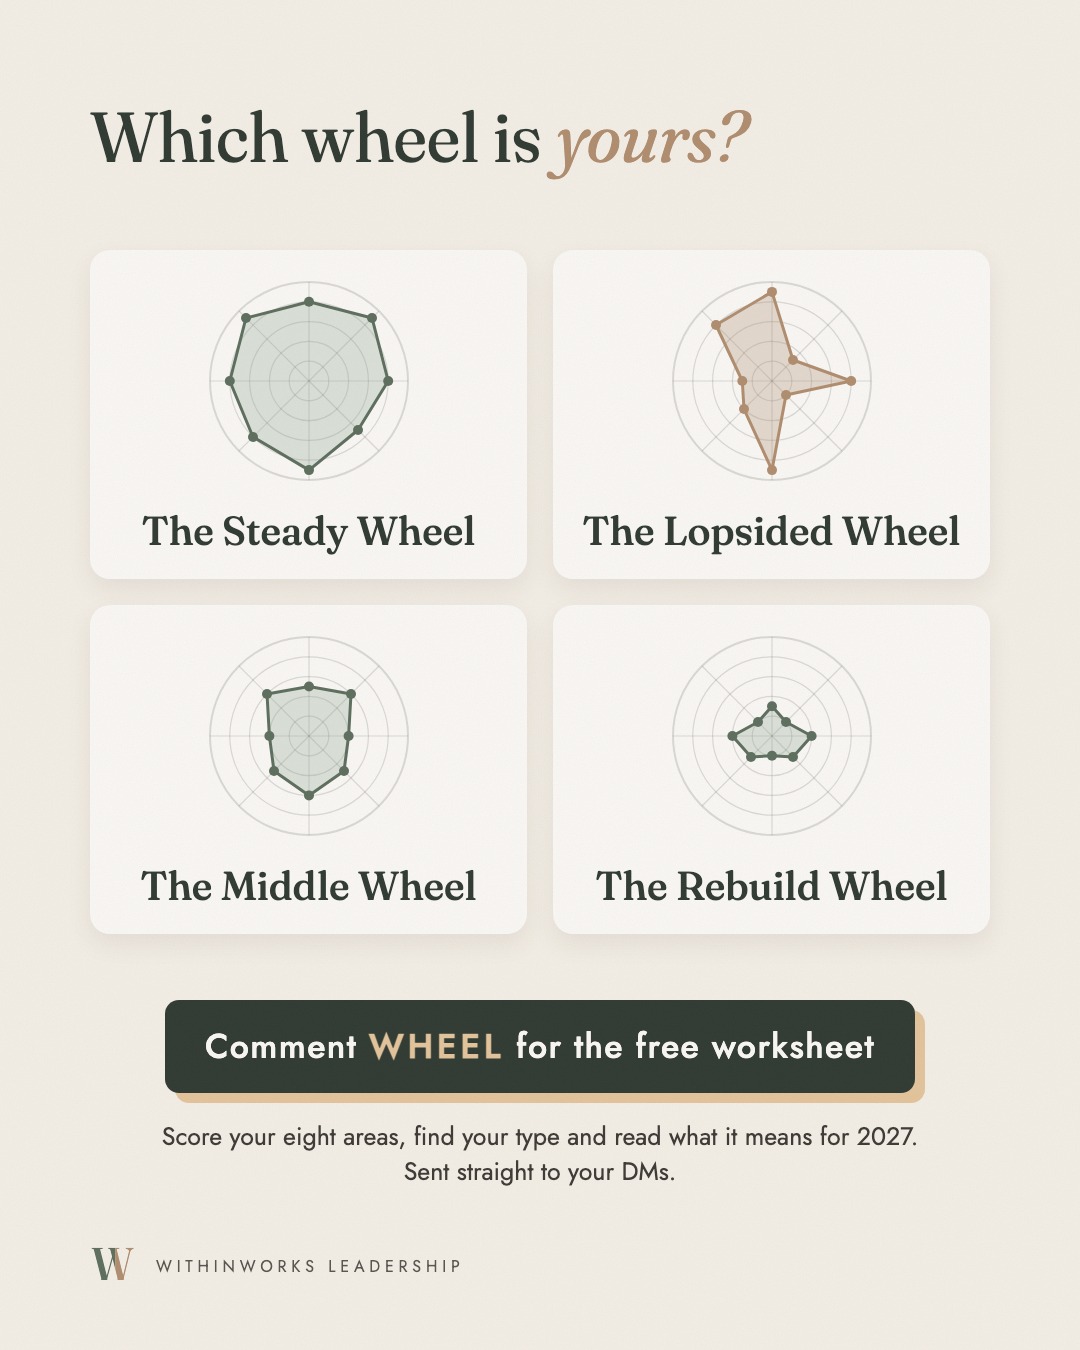 Which wheel is yours?
The Steady Wheel
The Lopsided Wheel
The Middle Wheel
The Rebuild Wheel
Comment WHEEL for the free worksheet
Score your eight areas, find your type and read what it means for 2027.
Sent straight to your DMs.
W WITHINWORKS LEADERSHIP